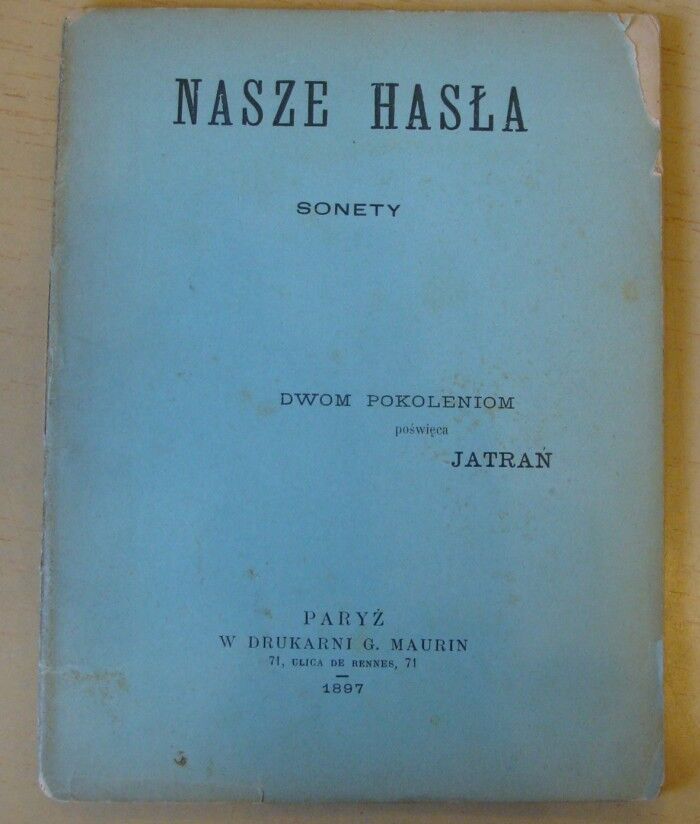 NASZE HASŁA
SONETY
DWOM POKOLENIOM
poświęca
JATRAŃ
PARYŻ
W DRUKARNI G. MAURIN
71, ULICA DE RENNES, 71
1897